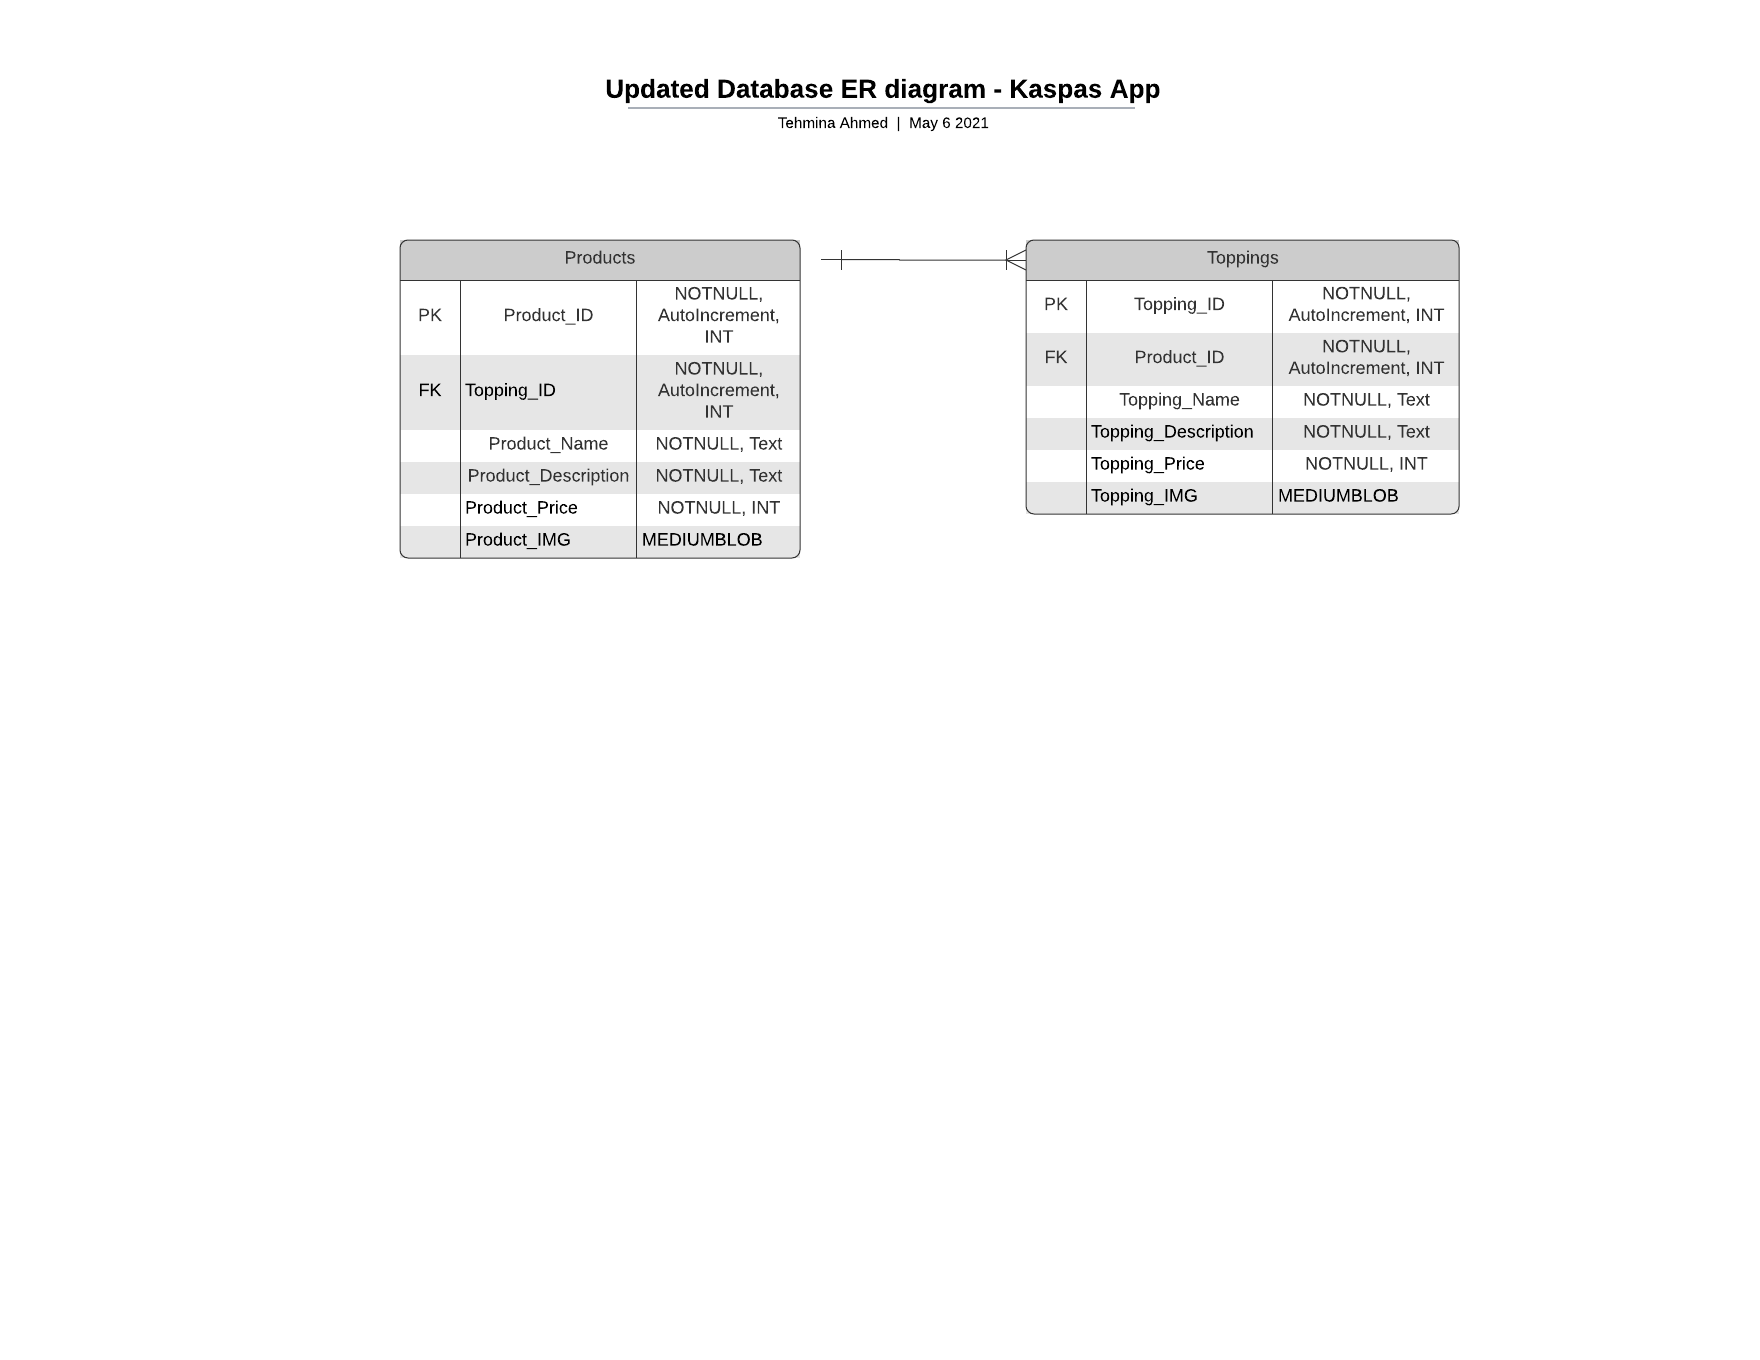 Updated Database ER diagram - Kaspas App
Tehmina Ahmed | May 6 2021
Products
PK Product_ID NOTNULL,
AutoIncrement,
INT
FK Topping_ID NOTNULL,
AutoIncrement,
INT
Product_Name NOTNULL, Text
Product_Description NOTNULL, Text
Product_Price NOTNULL, INT
Product_IMG MEDIUMBLOB
Toppings
PK Topping_ID NOTNULL,
AutoIncrement, INT
FK Product_ID NOTNULL,
AutoIncrement, INT
Topping_Name NOTNULL, Text
Topping_Description NOTNULL, Text
Topping_Price NOTNULL, INT
Topping_IMG MEDIUMBLOB